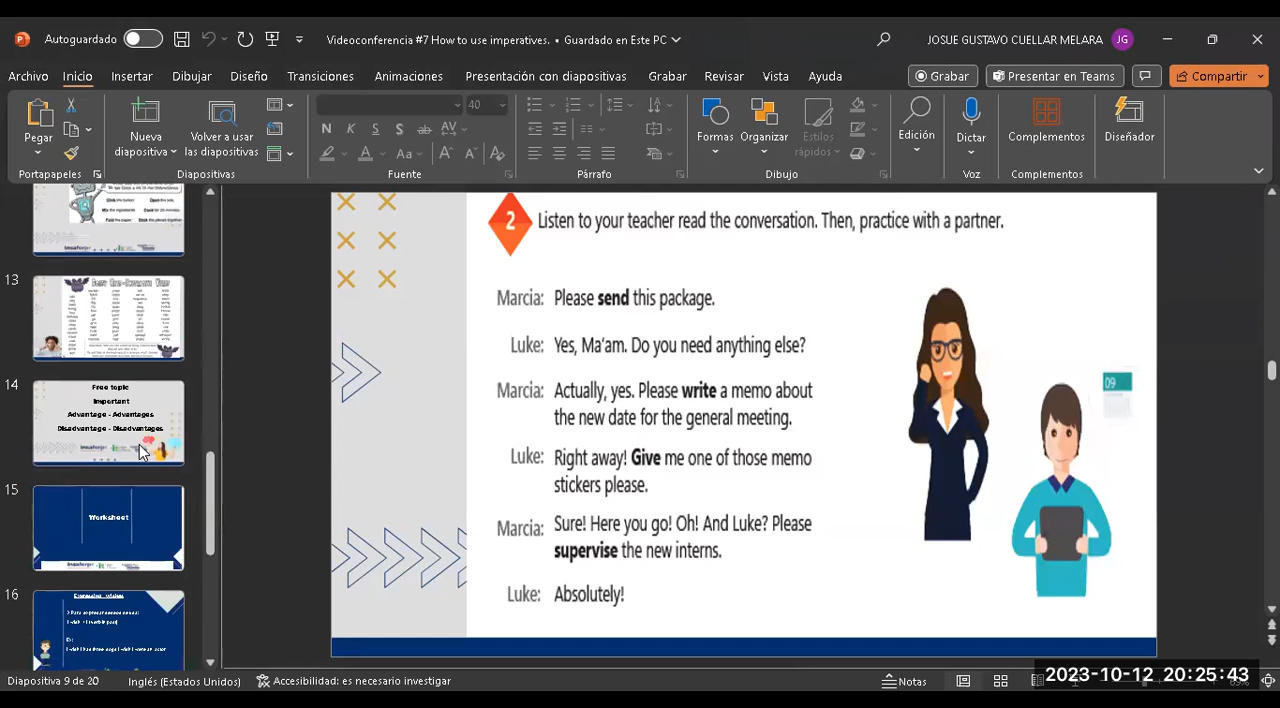 Autoguardado
Videoconferencia #7 How to use imperatives. • Guardado en Este PC
JOSUE GUSTAVO CUELLAR MELARA
JG
Archivo
Inicio
Insertar
Dibujar
Diseño
Transiciones
Animaciones
Presentación con diapositivas
Grabar
Revisar
Vista
Ayuda
Grabar
Presentar en Teams
Compartir
Pegar
Nueva diapositiva
Volver a usar las diapositivas
40
N K S S ab AV
Aa
Formas
Organizar
Estilos rápidos
Edición
Dictar
Complementos
Diseñador
Portapapeles
Diapositivas
Fuente
Párrafo
Dibujo
Voz
Complementos
13
14
Free topic
Important
Advantage - Advantages
Disadvantage - Disadvantages
15
Worksheet
16
2
Listen to your teacher read the conversation. Then, practice with a partner.
Marcia: Please send this package.
Luke: Yes, Ma'am. Do you need anything else?
Marcia: Actually, yes. Please write a memo about
the new date for the general meeting.
Luke: Right away! Give me one of those memo
stickers please.
Marcia: Sure! Here you go! Oh! And Luke? Please
supervise the new interns.
Luke: Absolutely!
09
Diapositiva 9 de 20
Inglés (Estados Unidos)
Accesibilidad: es necesario investigar
Notas
2023-10-12 20:25:43